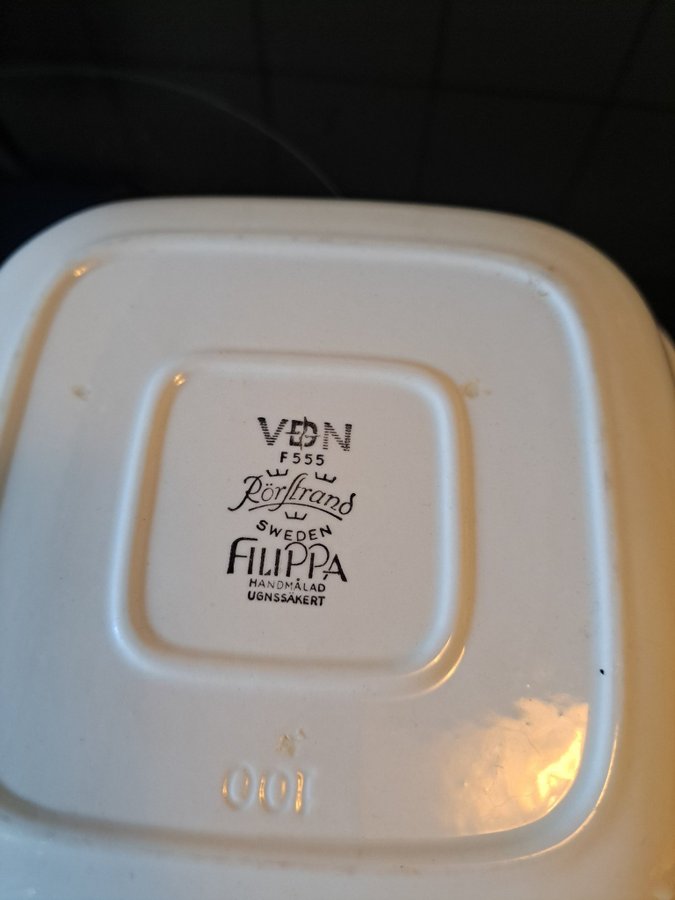 VDN
F555
Rörstrand
SWEDEN
FILIPPA
HANDMÅLAD
UGNSSÄKERT
100